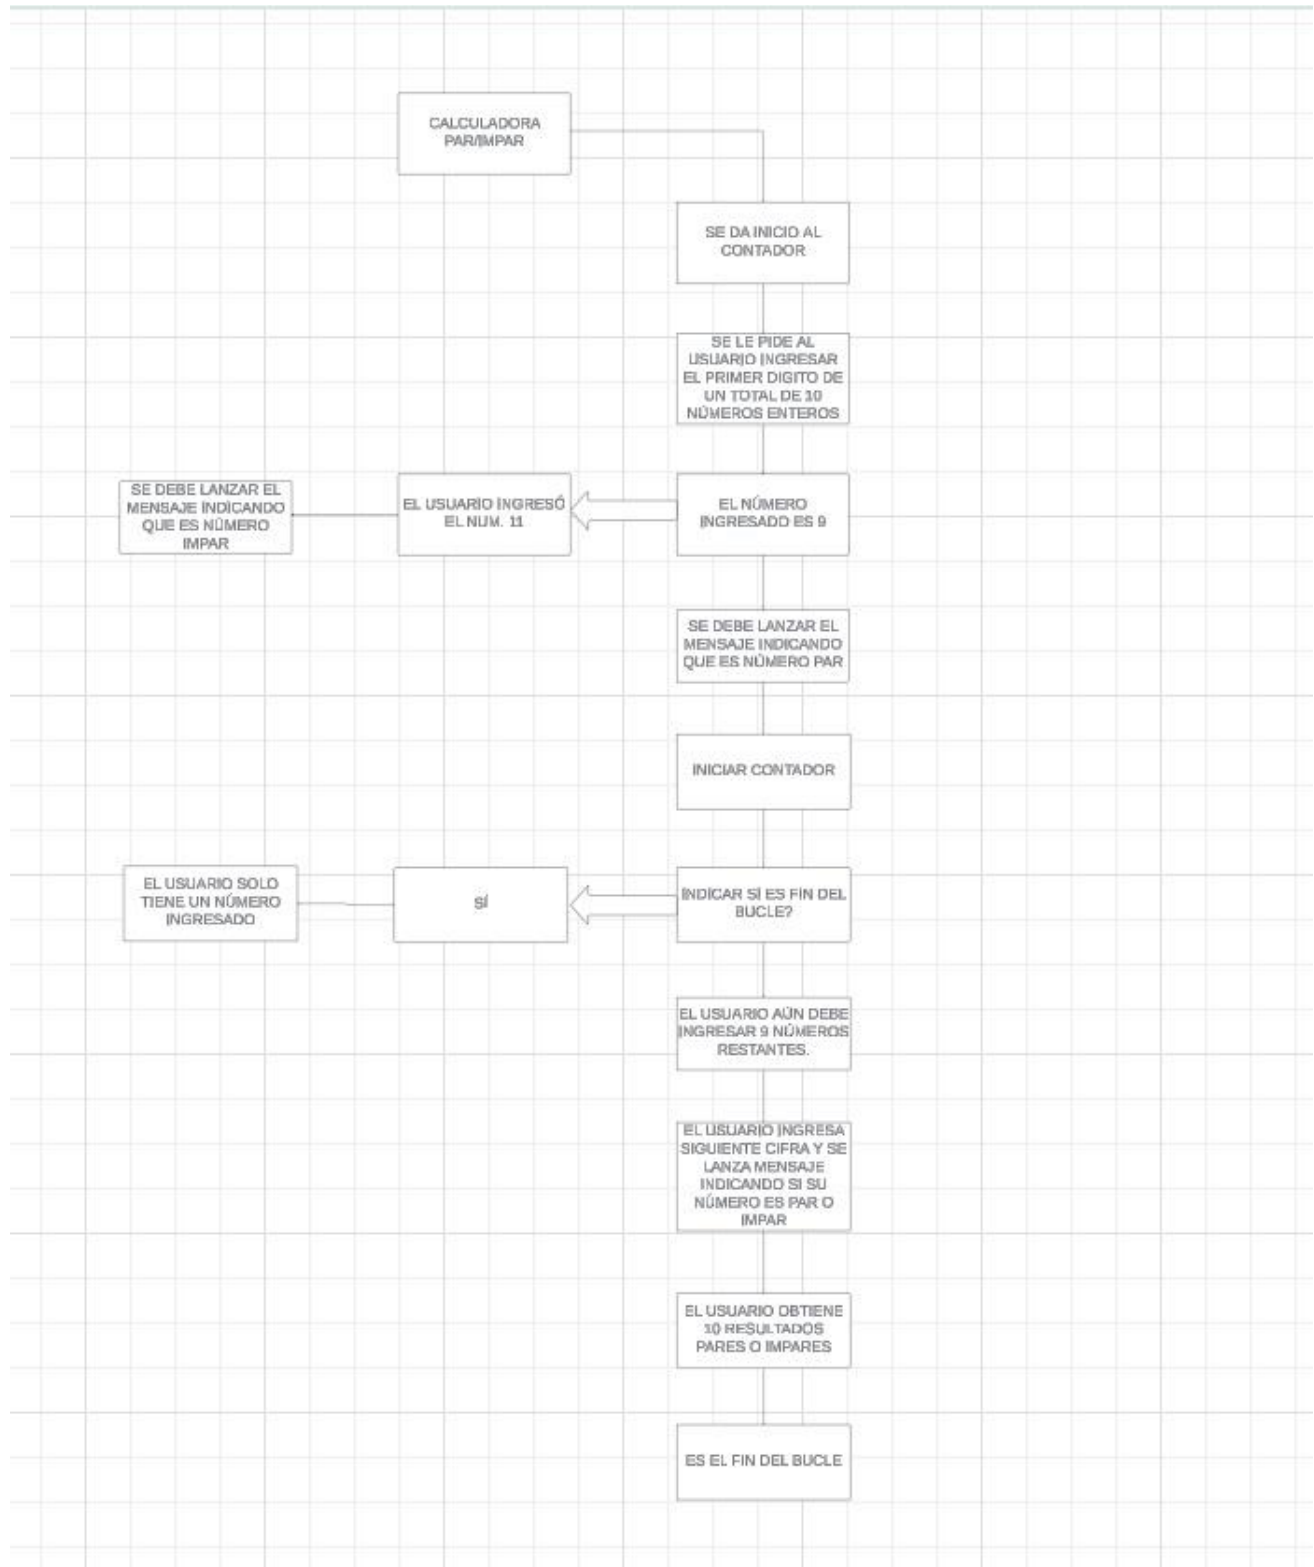 CALCULADORA
PAR/IMPAR
SE DA INICIO AL
CONTADOR
SE LE PIDE AL
USUARIO INGRESAR
EL PRIMER DIGITO DE
UN TOTAL DE 10
NÚMEROS ENTEROS
EL NÚMERO
INGRESADO ES 9
EL USUARIO INGRESÓ
EL NUM. 11
SE DEBE LANZAR EL
MENSAJE INDICANDO
QUE ES NÚMERO
IMPAR
SE DEBE LANZAR EL
MENSAJE INDICANDO
QUE ES NÚMERO PAR
INICIAR CONTADOR
INDICAR SÍ ES FIN DEL
BUCLE?
SÍ
EL USUARIO SOLO
TIENE UN NÚMERO
INGRESADO
EL USUARIO AÚN DEBE
INGRESAR 9 NÚMEROS
RESTANTES.
EL USUARIO INGRESA
SIGUIENTE CIFRA Y SE
LANZA MENSAJE
INDICANDO SI SU
NÚMERO ES PAR O
IMPAR
EL USUARIO OBTIENE
10 RESULTADOS
PARES O IMPARES
ES EL FIN DEL BUCLE